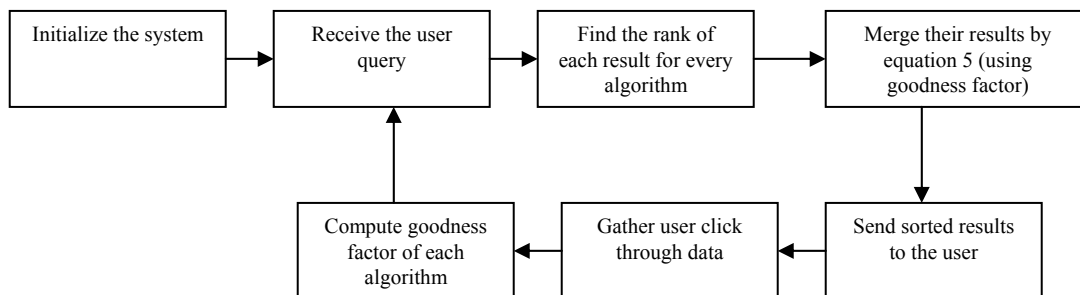 Initialize the system
Receive the user
query
Find the rank of
each result for every
algorithm
Merge their results by
equation 5 (using
goodness factor)
Compute goodness
factor of each
algorithm
Gather user click
through data
Send sorted results
to the user